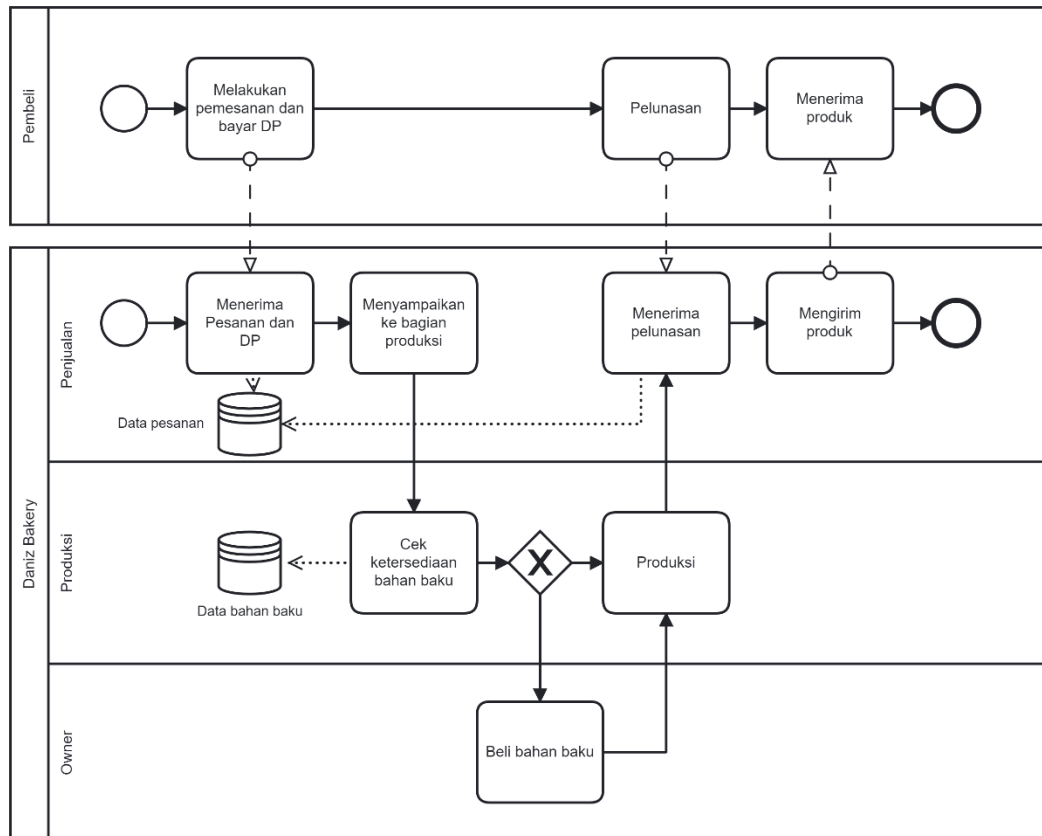 Pembeli
Melakukan
pemesanan dan
bayar DP
Pelunasan
Menerima
produk
Daniz Bakery
Penjualan
Menerima
Pesanan dan
DP
Menyampaikan
ke bagian
produksi
Menerima
pelunasan
Mengirim
produk
Data pesanan
Produksi
Cek
ketersediaan
bahan baku
X
Produksi
Data bahan baku
Owner
Beli bahan baku